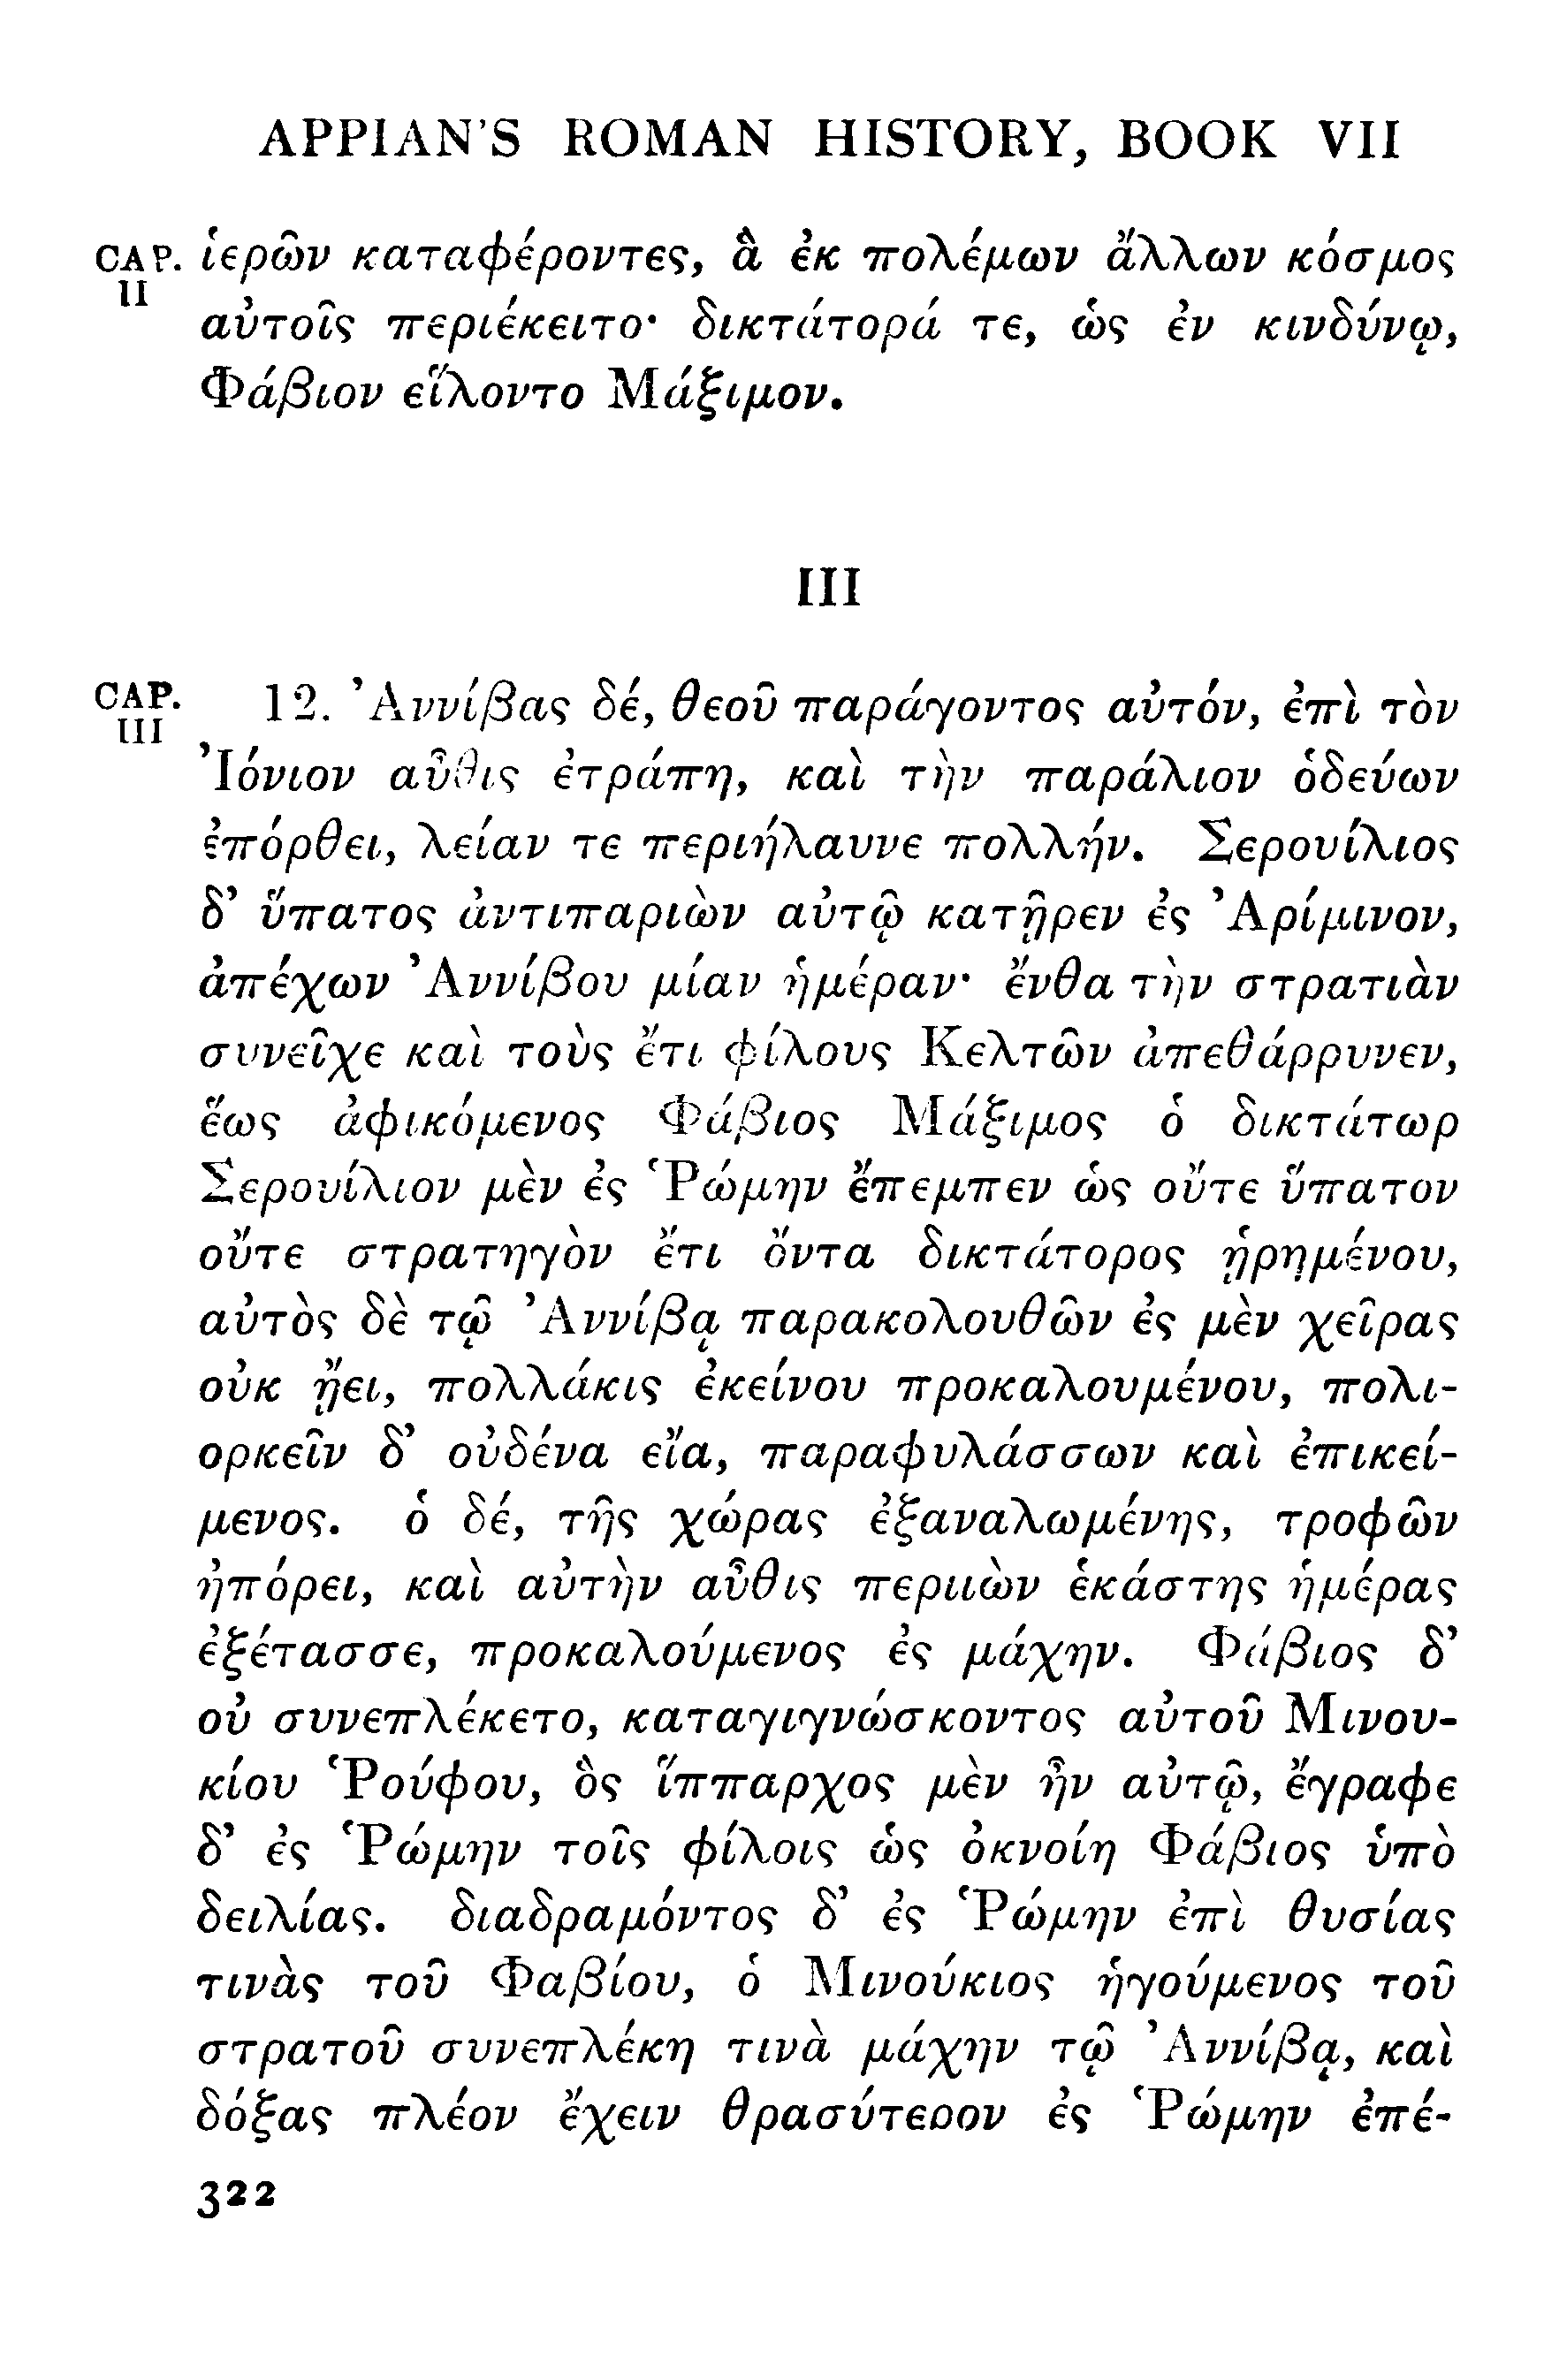 APPIAN'S ROMAN HISTORY, BOOK VII
CAP. II ἱερῶν καταφέροντες, ἃ ἐκ πολέμων ἄλλων κόσμος
αὐτοῖς περιέκειτο· δικτάτορά τε, ὡς ἐν κινδύνῳ,
Φάβιον εἵλοντο Μάξιμον.
III
CAP. III 12. Ἀννίβας δέ, θεοῦ παράγοντος αὐτόν, ἐπὶ τὸν
Ἰόνιον αὖθις ἐτράπη, καὶ τὴν παράλιον ὁδεύων
ἐπόρθει, λείαν τε περιήλαυνε πολλήν. Σερουίλιος
δ’ ὕπατος ἀντιπαριὼν αὐτῷ κατῇρεν ἐς Ἀρίμινον,
ἀπέχων Ἀννίβου μίαν ἡμέραν· ἔνθα τὴν στρατιὰν
συνεῖχε καὶ τοὺς ἔτι φίλους Κελτῶν ἀπεθάρρυνεν,
ἕως ἀφικόμενος Φάβιος Μάξιμος ὁ δικτάτωρ
Σερουίλιον μὲν ἐς Ῥώμην ἔπεμπεν ὡς οὔτε ὕπατον
οὔτε στρατηγὸν ἔτι ὄντα δικτάτορος ᾑρημένου,
αὐτὸς δὲ τῷ Ἀννίβᾳ παρακολουθῶν ἐς μὲν χεῖρας
οὐκ ᾔει, πολλάκις ἐκείνου προκαλουμένου, πολι-
ορκεῖν δ’ οὐδένα εἴα, παραφυλάσσων καὶ ἐπικεί-
μενος. ὁ δέ, τῆς χώρας ἐξαναλωμένης, τροφῶν
ἠπόρει, καὶ αὐτὴν αὖθις περιιὼν ἑκάστης ἡμέρας
ἐξέτασσε, προκαλούμενος ἐς μάχην. Φάβιος δ’
οὐ συνεπλέκετο, καταγιγνώσκοντος αὐτοῦ Μινου-
κίου Ῥούφου, ὃς ἵππαρχος μὲν ἦν αὐτῷ, ἔγραφε
δ’ ἐς Ῥώμην τοῖς φίλοις ὡς ὀκνοίη Φάβιος ὑπὸ
δειλίας. διαδραμόντος δ’ ἐς Ῥώμην ἐπὶ θυσίας
τινὰς τοῦ Φαβίου, ὁ Μινούκιος ἡγούμενος τοῦ
στρατοῦ συνεπλέκη τινὰ μάχην τῷ Ἀννίβᾳ, καὶ
δόξας πλέον ἔχειν θρασύτερον ἐς Ῥώμην ἐπέ-
322